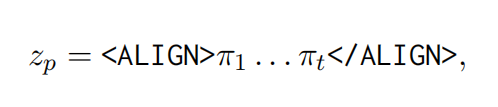 z_p = <ALIGN>π_1 … π_t</ALIGN>,